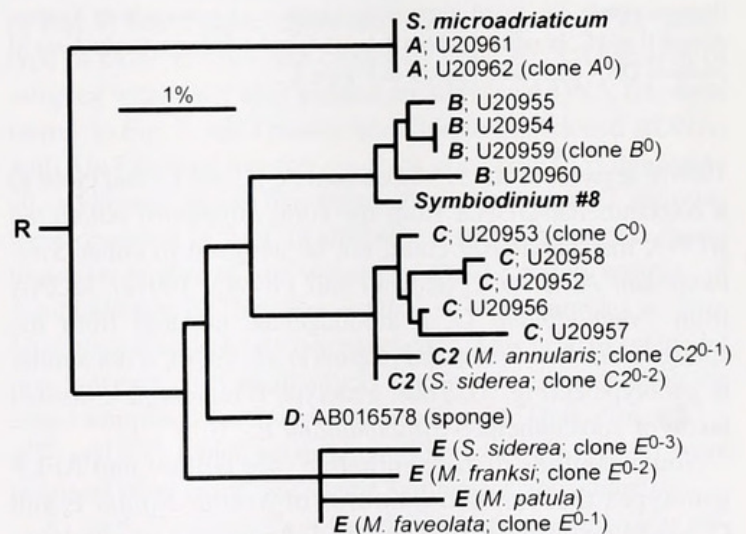 S. microadriaticum
A; U20961
A; U20962 (clone A⁰)
1%
B; U20955
B; U20954
B; U20959 (clone B⁰)
B; U20960
Symbiodinium #8
R
C; U20953 (clone C⁰)
C; U20958
C; U20952
C; U20956
C; U20957
C2 (M. annularis; clone C2⁰⁻¹)
C2 (S. siderea; clone C2⁰⁻²)
D; AB016578 (sponge)
E (S. siderea; clone E⁰⁻³)
E (M. franksi; clone E⁰⁻²)
E (M. patula)
E (M. faveolata; clone E⁰⁻¹)